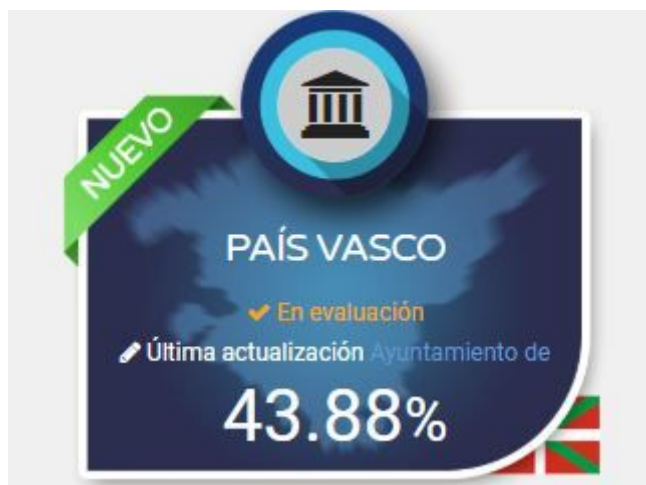 NUEVO
PAÍS VASCO
En evaluación
Última actualización Ayuntamiento de
43.88%